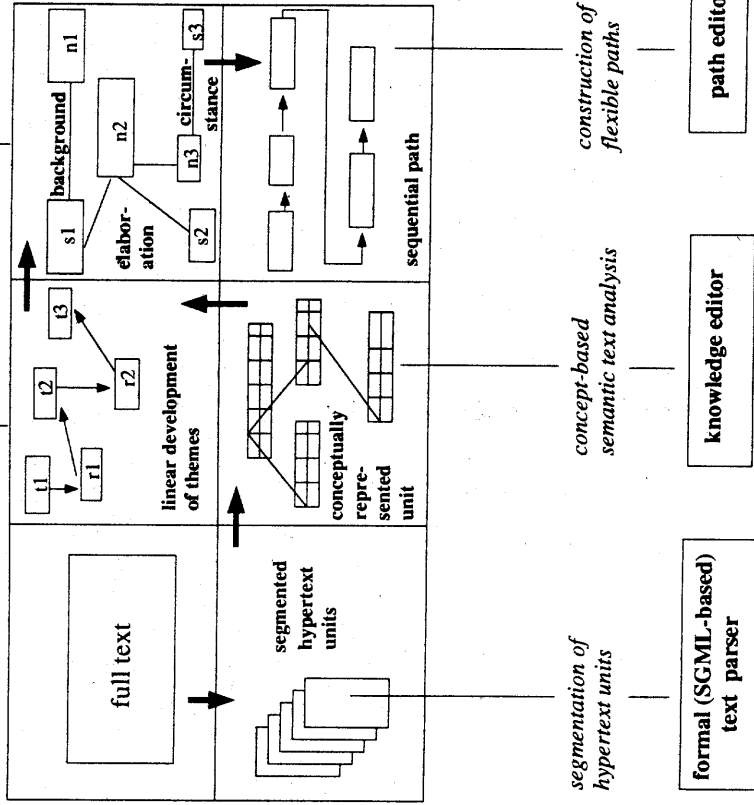 full text
t1
t2
t3
r1
r2
linear development
of themes
s1
background
n1
elabor-
ation
n2
s2
n3
circum-
stance
s3
segmented
hypertext
units
conceptually
repre-
sented
unit
sequential path
segmentation of
hypertext units
concept-based
semantic text analysis
construction of
flexible paths
formal (SGML-based)
text parser
knowledge editor
path edito